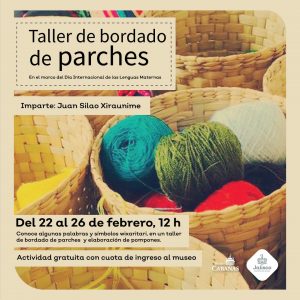 Taller de bordado
de parches
En el marco del Día Internacional de las Lenguas Maternas
Imparte: Juan Silao Xiraunime
Del 22 al 26 de febrero, 12 h
Conoce algunas palabras y símbolos wixaritari, en un taller
de bordado de parches y elaboración de pompones.
Actividad gratuita con cuota de ingreso al museo
CABAÑAS
Jalisco